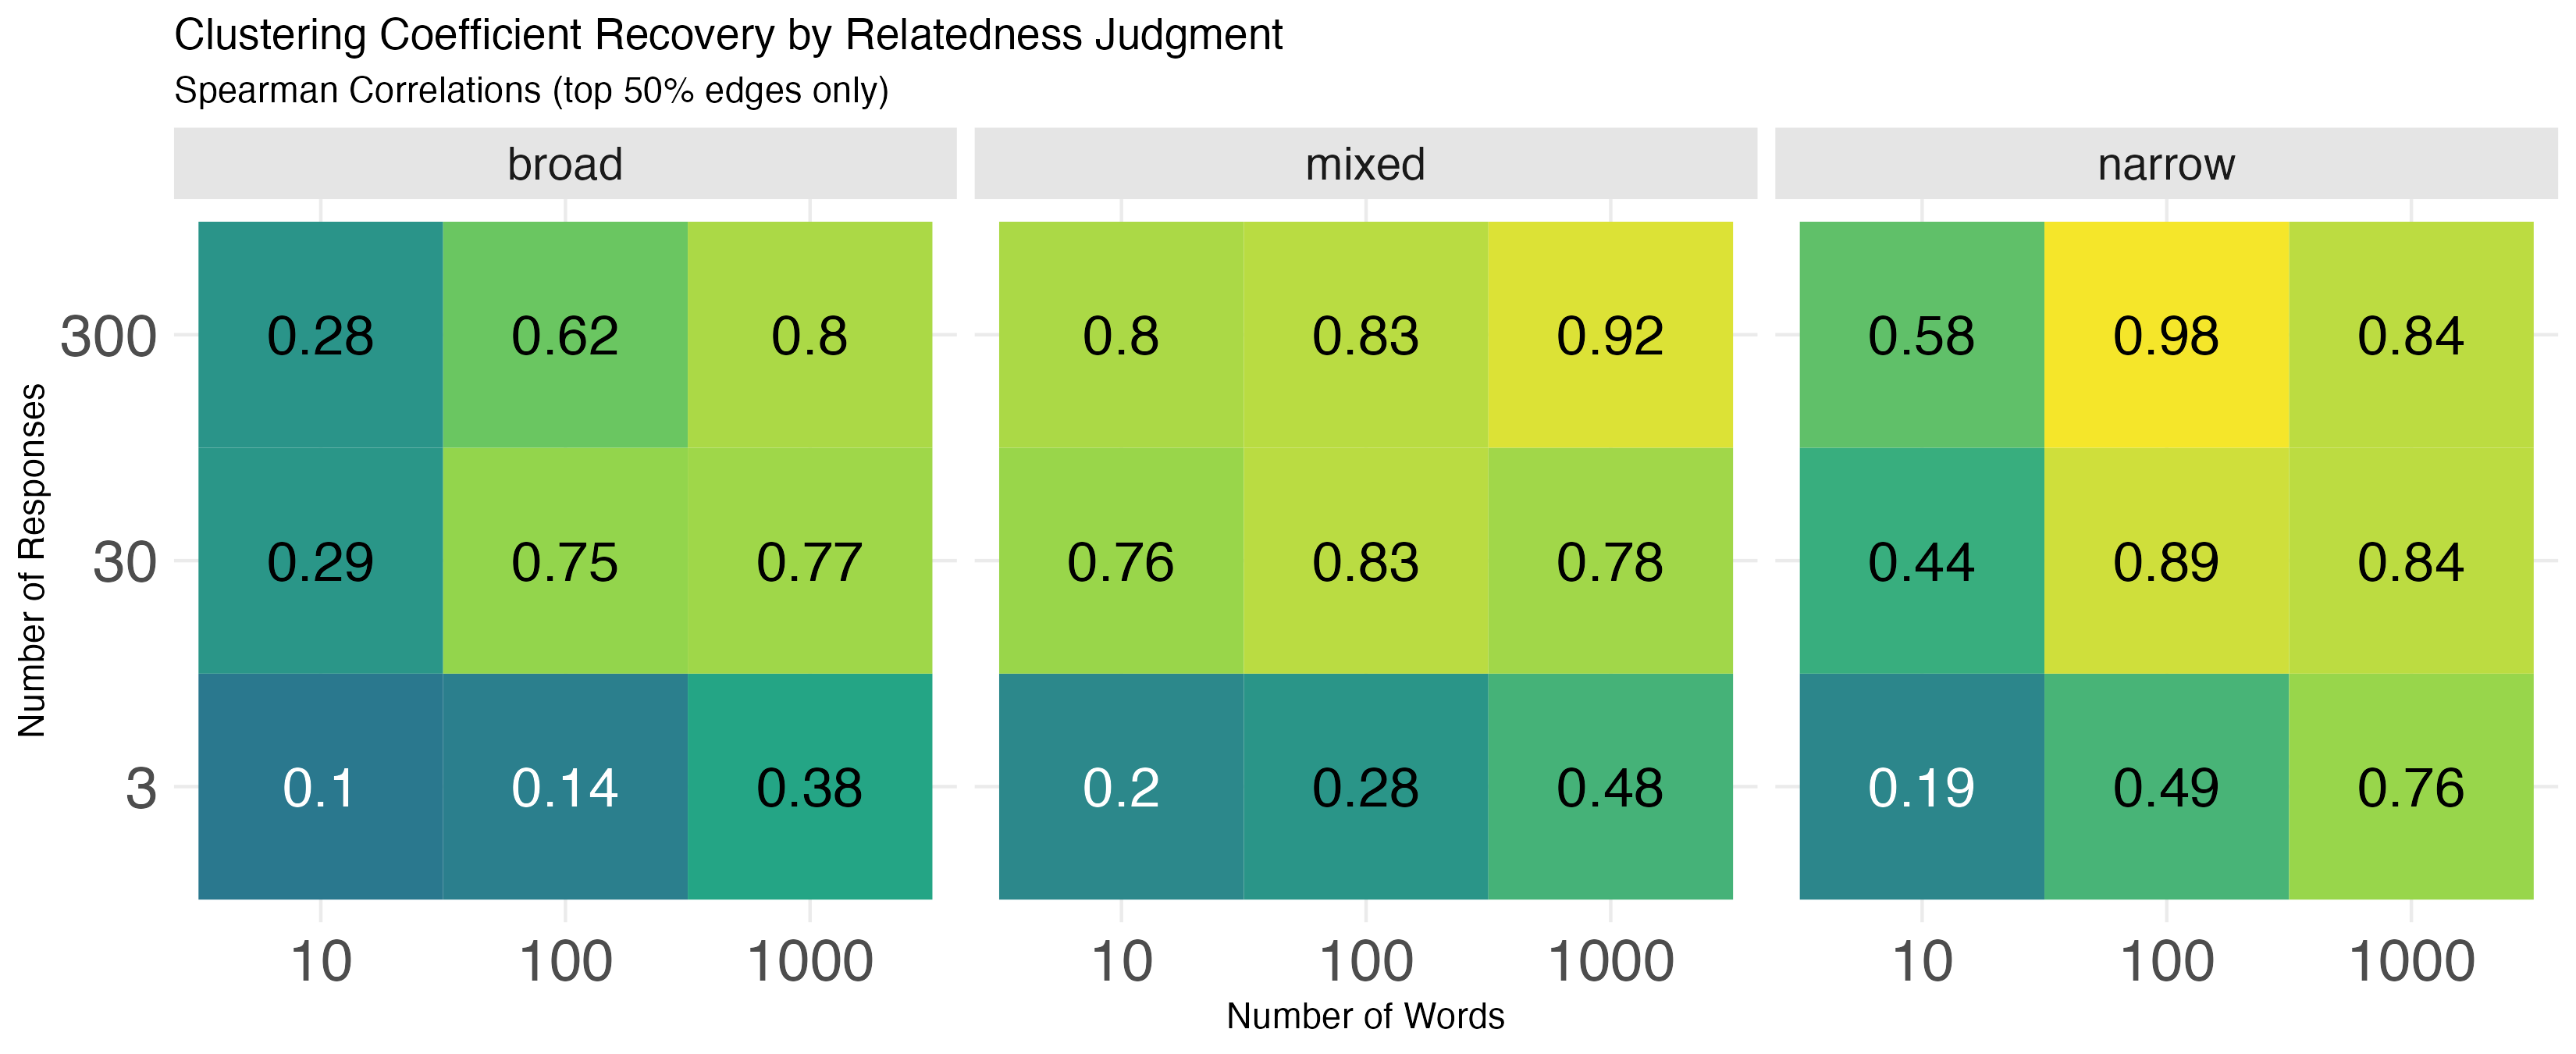 Clustering Coefficient Recovery by Relatedness Judgment
Spearman Correlations (top 50% edges only)
broad mixed narrow
Number of Responses
300 0.28 0.62 0.8 0.8 0.83 0.92 0.58 0.98 0.84
30 0.29 0.75 0.77 0.76 0.83 0.78 0.44 0.89 0.84
3 0.1 0.14 0.38 0.2 0.28 0.48 0.19 0.49 0.76
10 100 1000 10 100 1000 10 100 1000
Number of Words